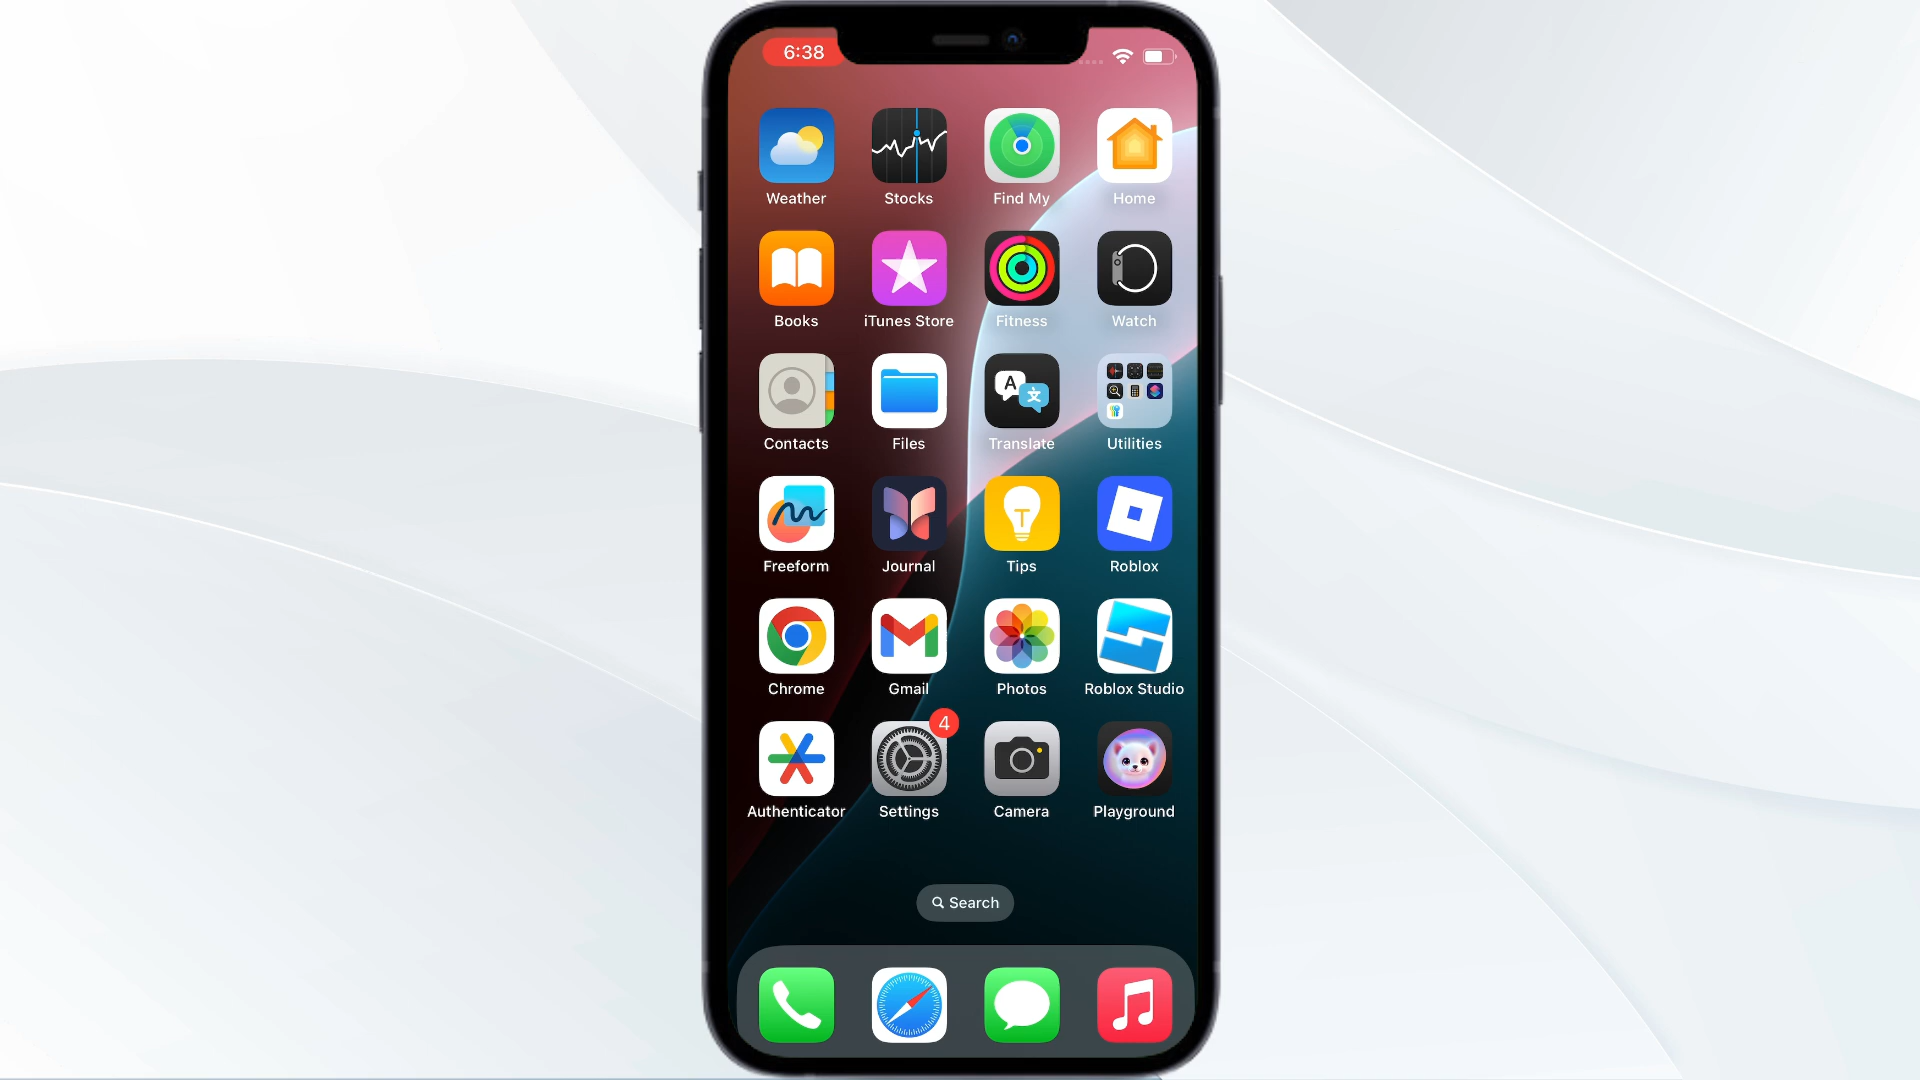 6:38
Weather Stocks Find My Home
Books iTunes Store Fitness Watch
A 文
Contacts Files Translate Utilities
T
Freeform Journal Tips Roblox
Chrome Gmail Photos Roblox Studio
4
Authenticator Settings Camera Playground
Search